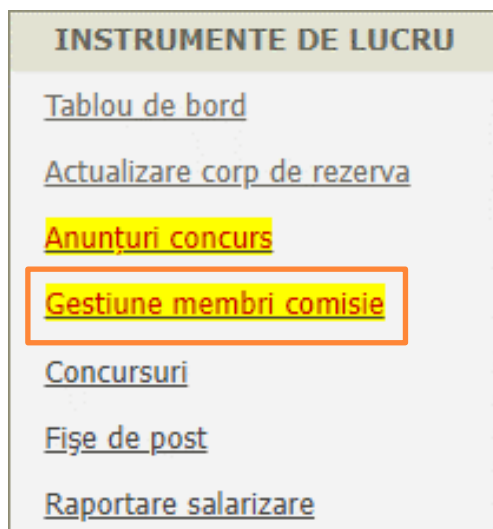 INSTRUMENTE DE LUCRU
Tablou de bord
Actualizare corp de rezerva
Anunțuri concurs
Gestiune membri comisie
Concursuri
Fișe de post
Raportare salarizare